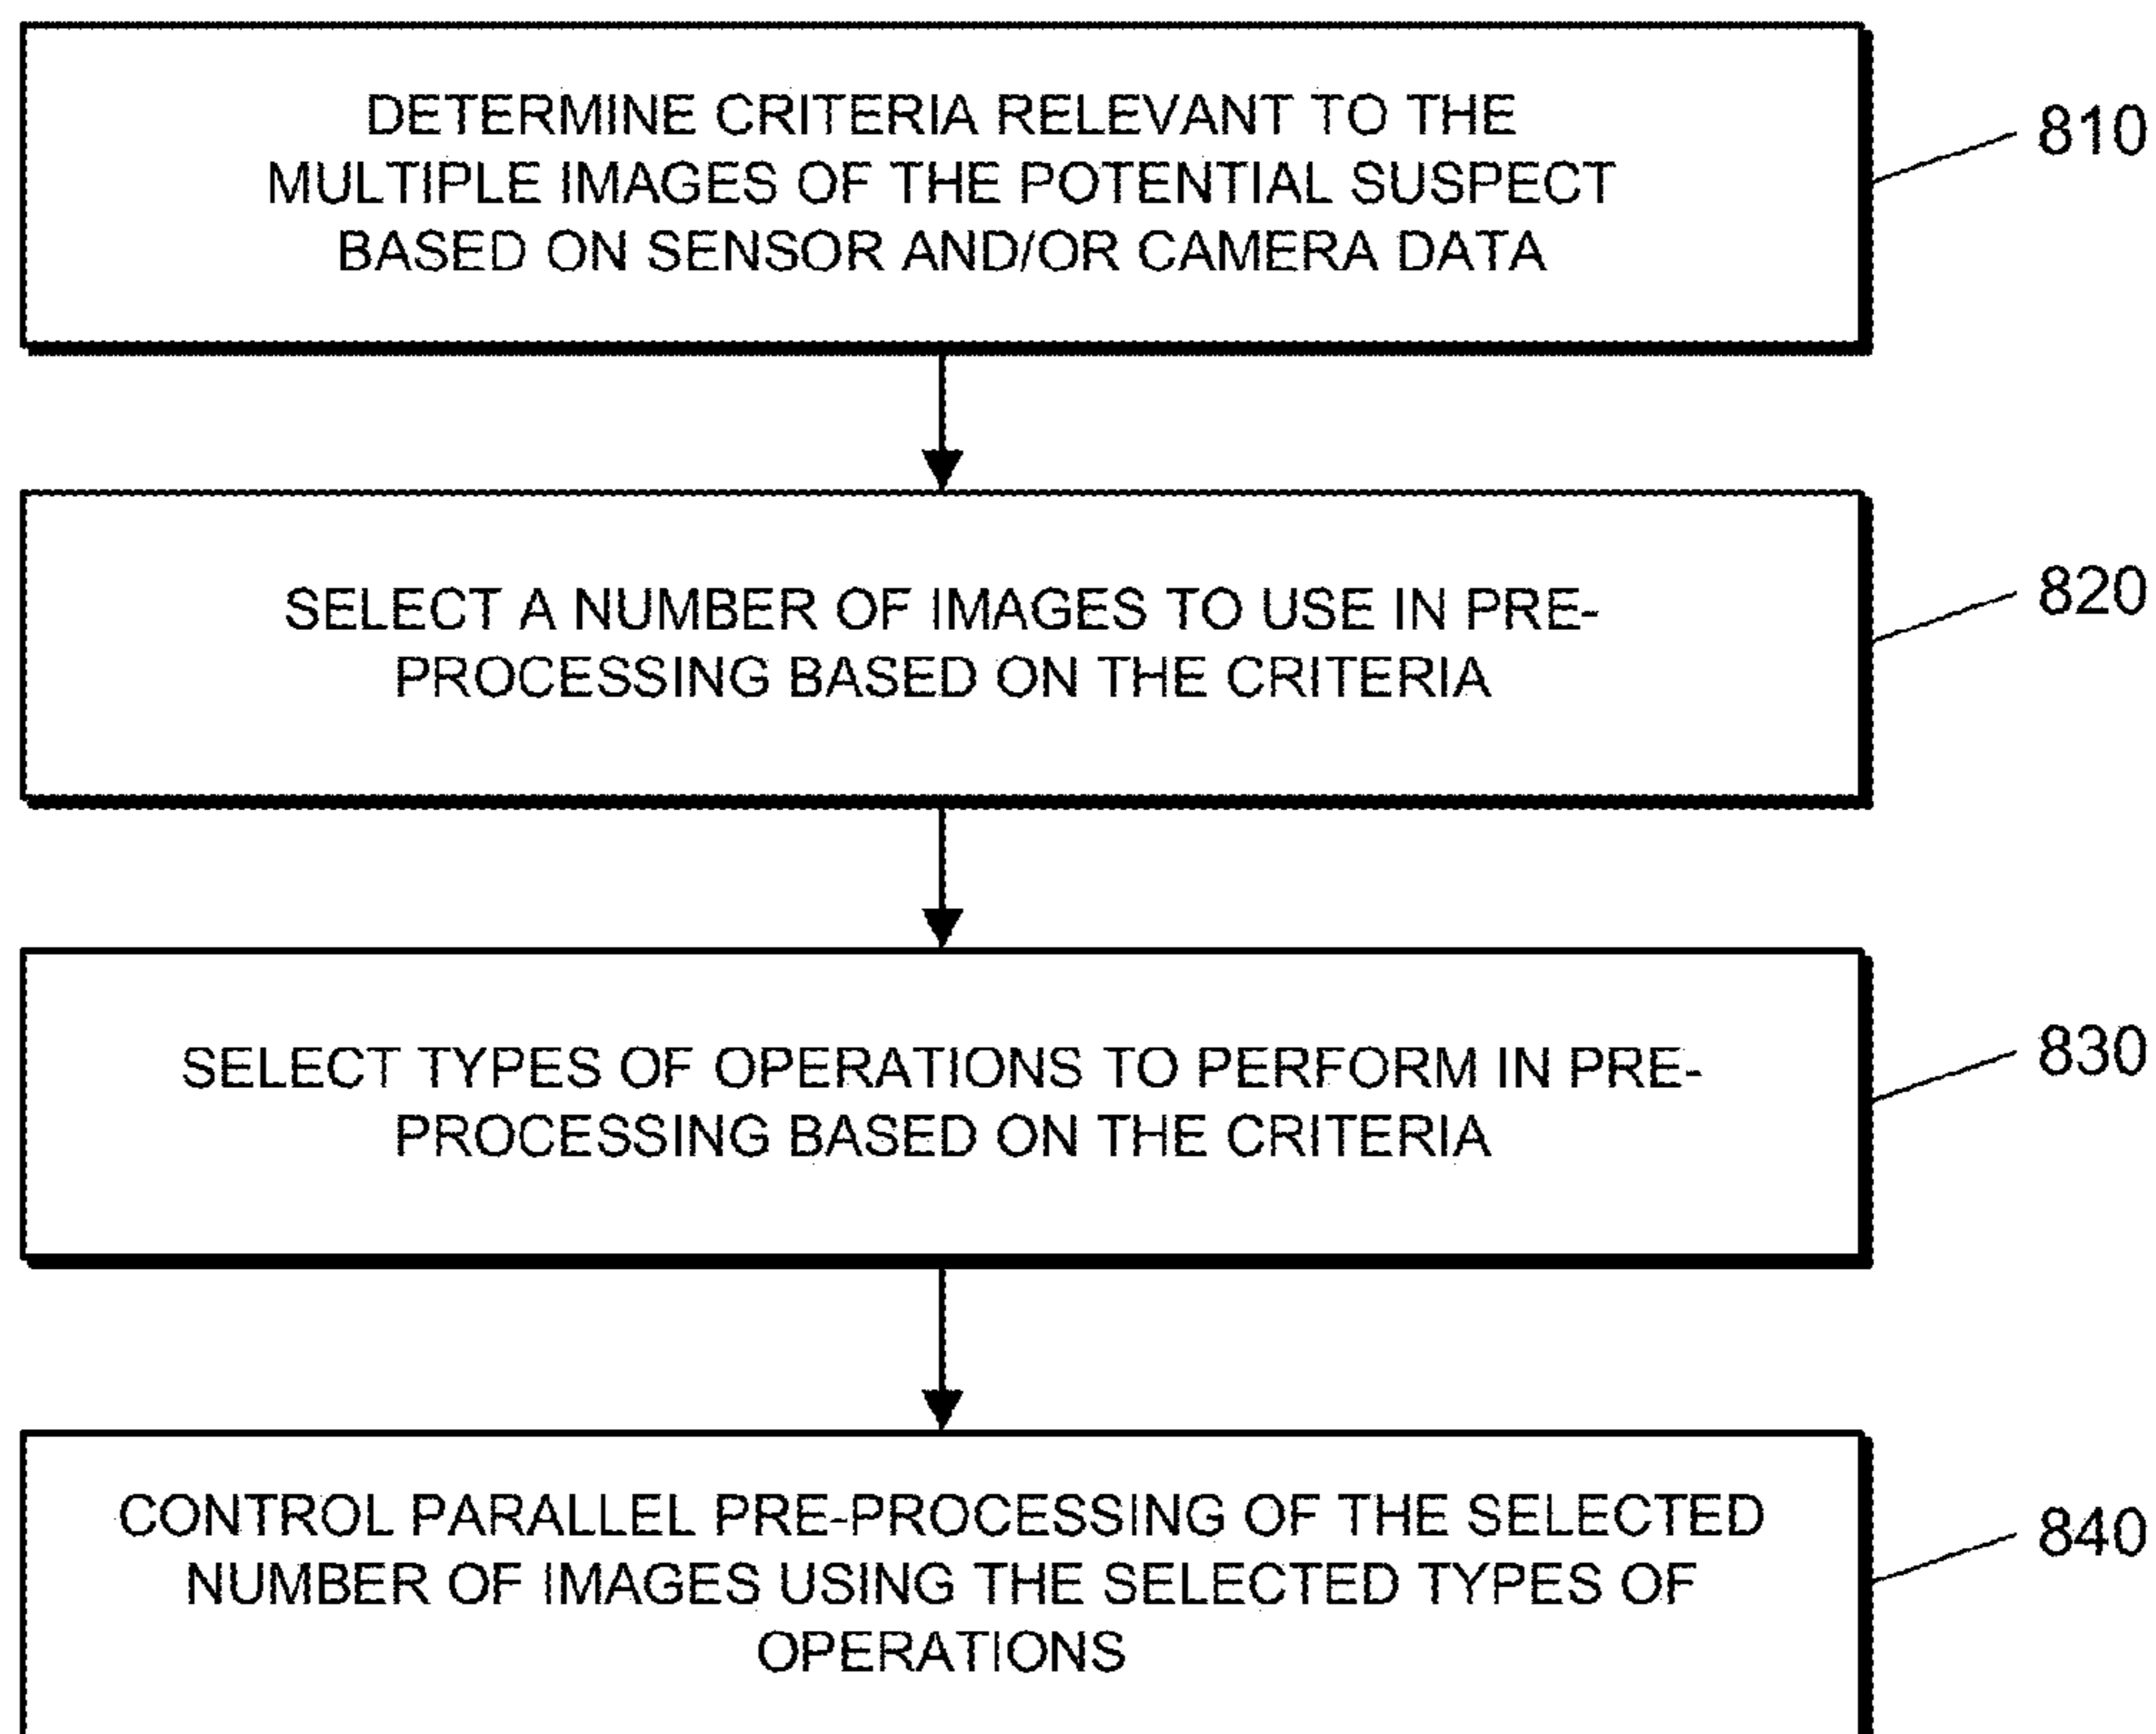 DETERMINE CRITERIA RELEVANT TO THE
MULTIPLE IMAGES OF THE POTENTIAL SUSPECT
BASED ON SENSOR AND/OR CAMERA DATA
810
SELECT A NUMBER OF IMAGES TO USE IN PRE-
PROCESSING BASED ON THE CRITERIA
820
SELECT TYPES OF OPERATIONS TO PERFORM IN PRE-
PROCESSING BASED ON THE CRITERIA
830
CONTROL PARALLEL PRE-PROCESSING OF THE SELECTED
NUMBER OF IMAGES USING THE SELECTED TYPES OF
OPERATIONS
840